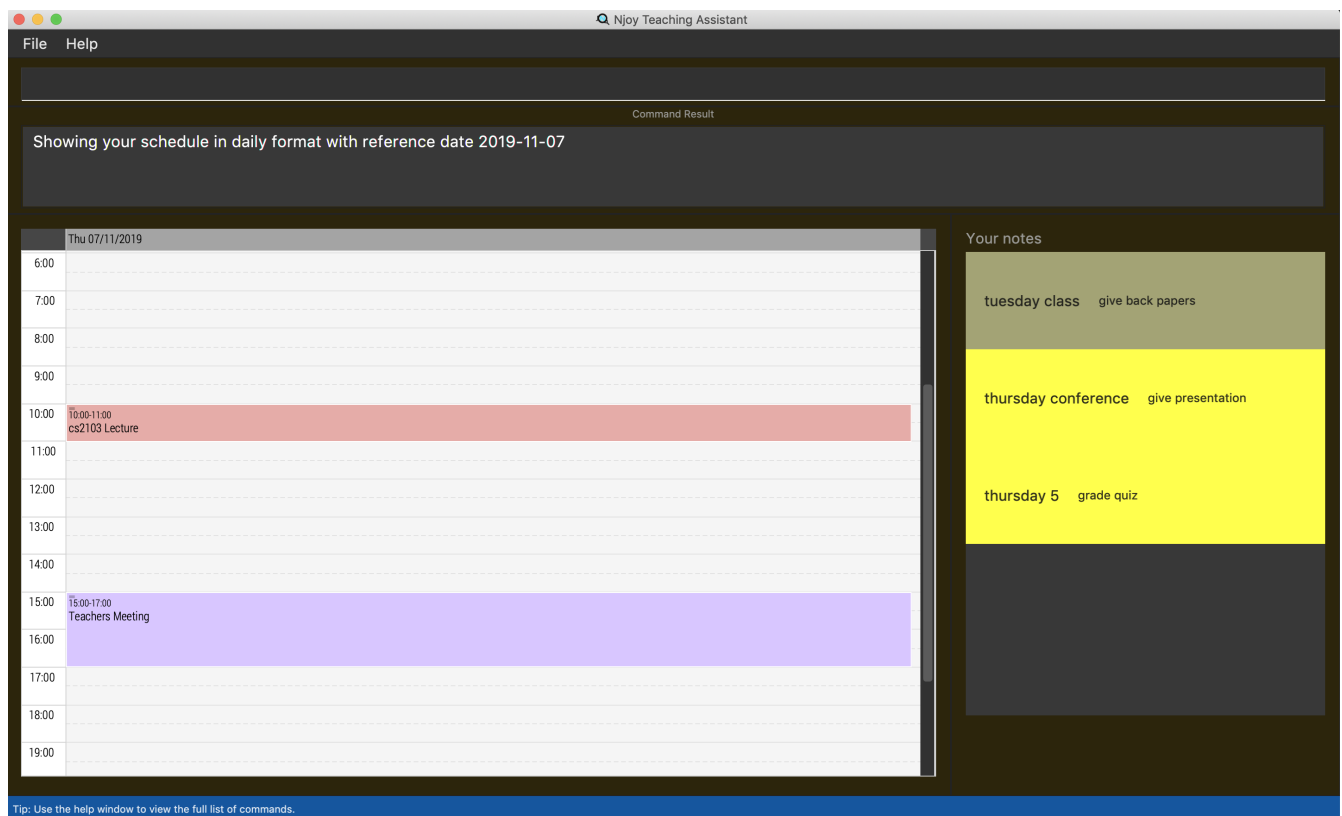 Njoy Teaching Assistant
File Help
Command Result
Showing your schedule in daily format with reference date 2019-11-07
Thu 07/11/2019
6:00
7:00
8:00
9:00
10:00
10:00-11:00
cs2103 Lecture
11:00
12:00
13:00
14:00
15:00
15:00-17:00
Teachers Meeting
16:00
17:00
18:00
19:00
Your notes
tuesday class give back papers
thursday conference give presentation
thursday 5 grade quiz
Tip: Use the help window to view the full list of commands.